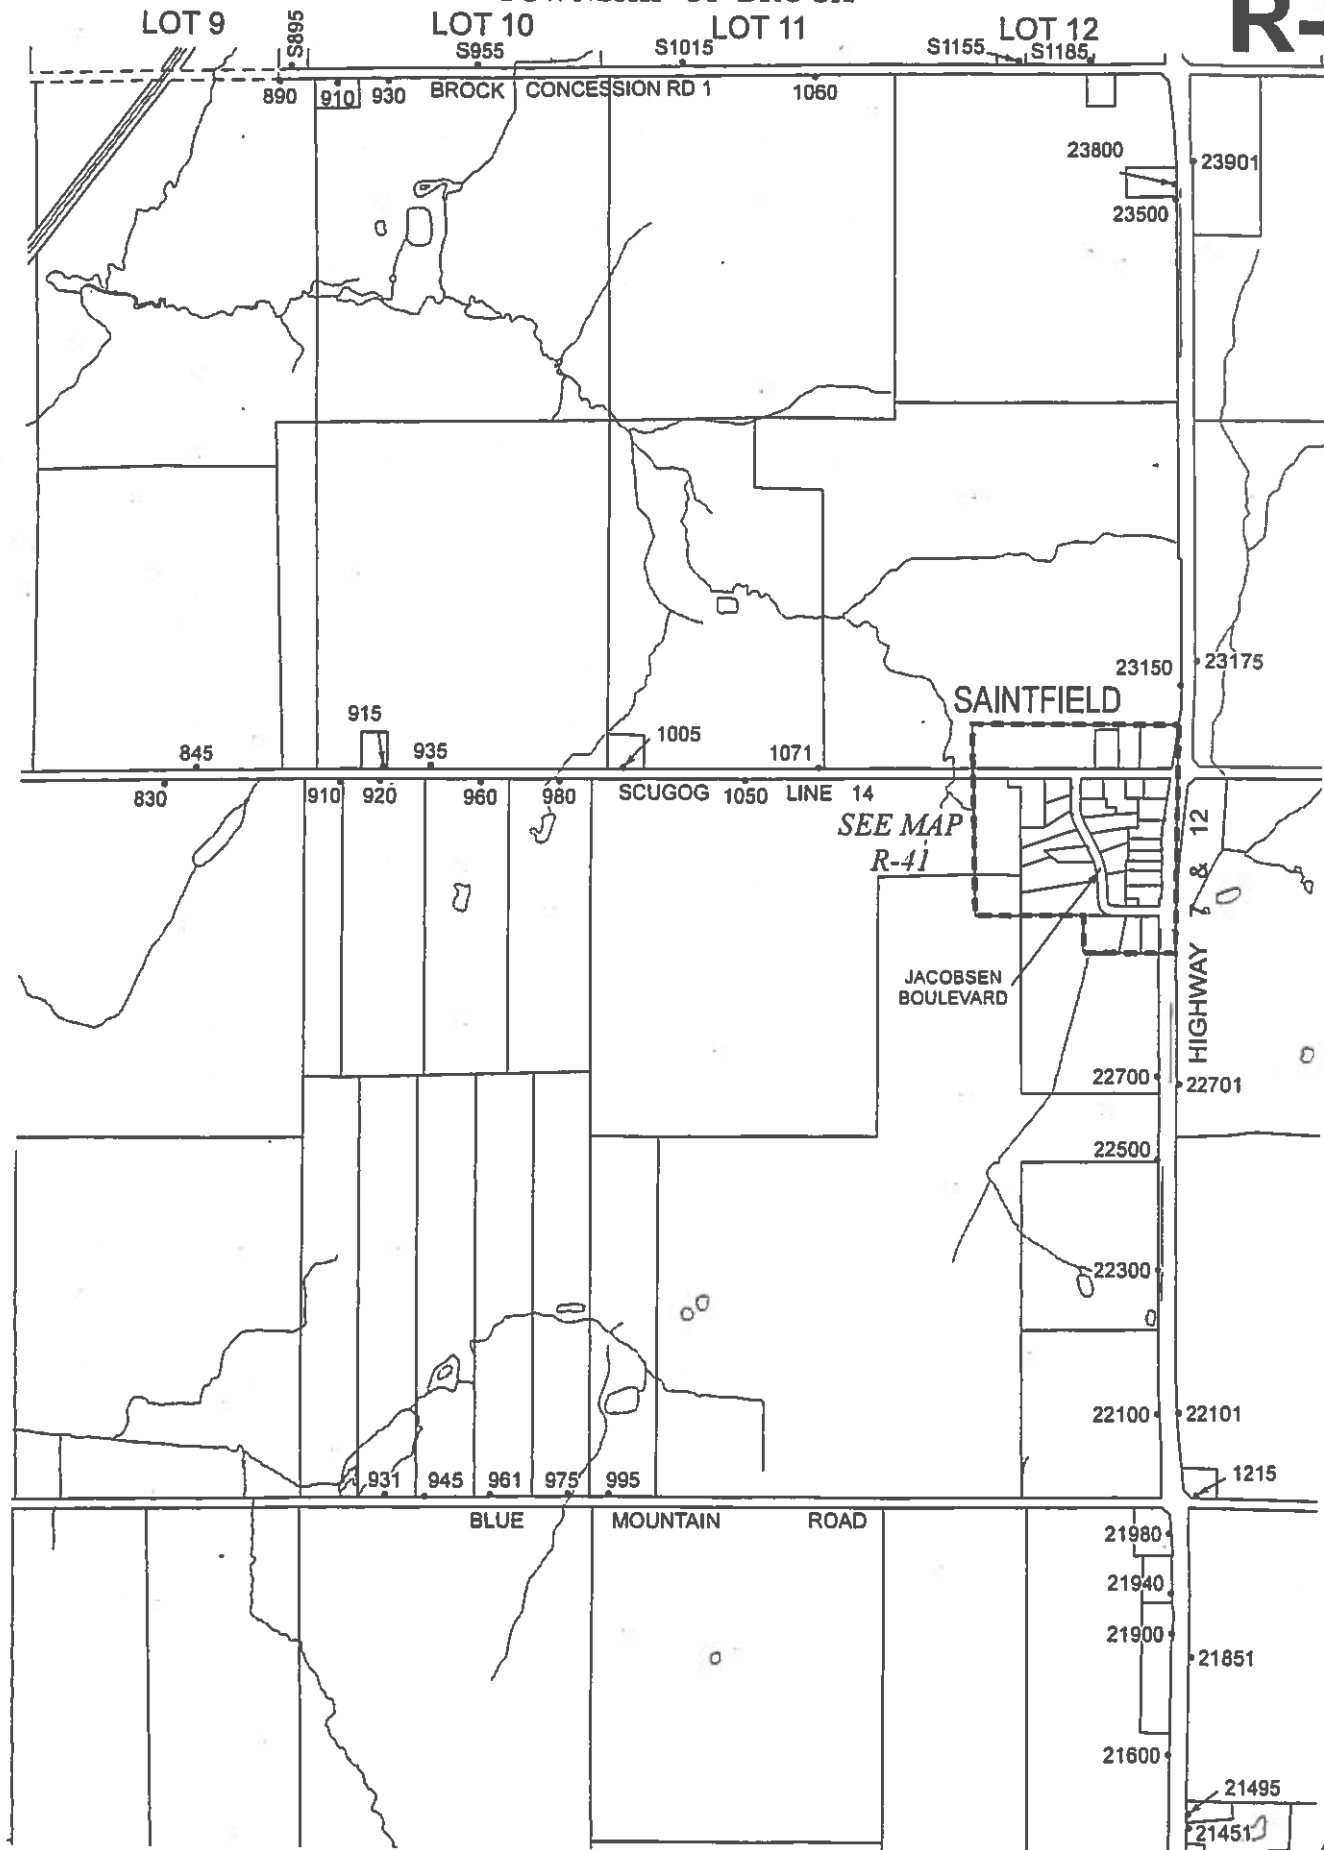 LOT 9 LOT 10 LOT 11 LOT 12 R-
S895 S955 S1015 S1155 S1185
890 910 930 BROCK CONCESSION RD 1 1060
23800 23901
23500
23150 23175
SAINTFIELD
915 845 935 1005 1071
830 910 920 960 980 SCUGOG 1050 LINE 14
SEE MAP
R-41
HIGHWAY 7 & 12
JACOBSEN
BOULEVARD
22700 22701
22500
22300
22100 22101
931 945 961 975 995 1215
BLUE MOUNTAIN ROAD
21980
21940
21900 21851
21600
21495
21451